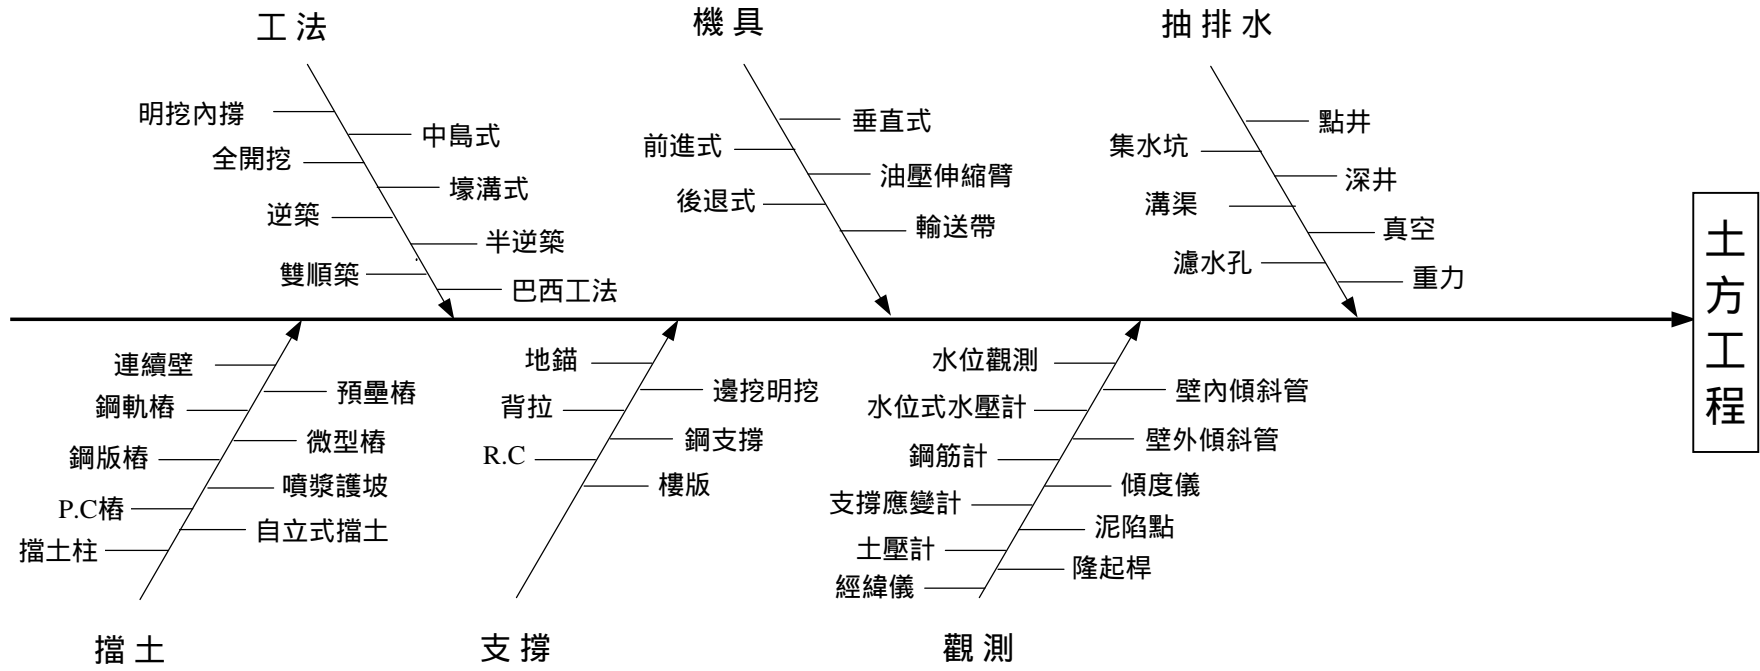 工法
機具
抽排水
明挖內撐
中島式
全開挖
壕溝式
逆築
半逆築
雙順築
巴西工法
垂直式
前進式
油壓伸縮臂
後退式
輸送帶
點井
集水坑
深井
溝渠
真空
濾水孔
重力
土方工程
連續壁
預壘樁
鋼軌樁
微型樁
鋼版樁
噴漿護坡
P.C樁
自立式擋土
擋土柱
地錨
邊挖明挖
背拉
鋼支撐
R.C
樓版
水位觀測
壁內傾斜管
水位式水壓計
壁外傾斜管
鋼筋計
傾度儀
支撐應變計
泥陷點
土壓計
隆起桿
經緯儀
擋土
支撐
觀測